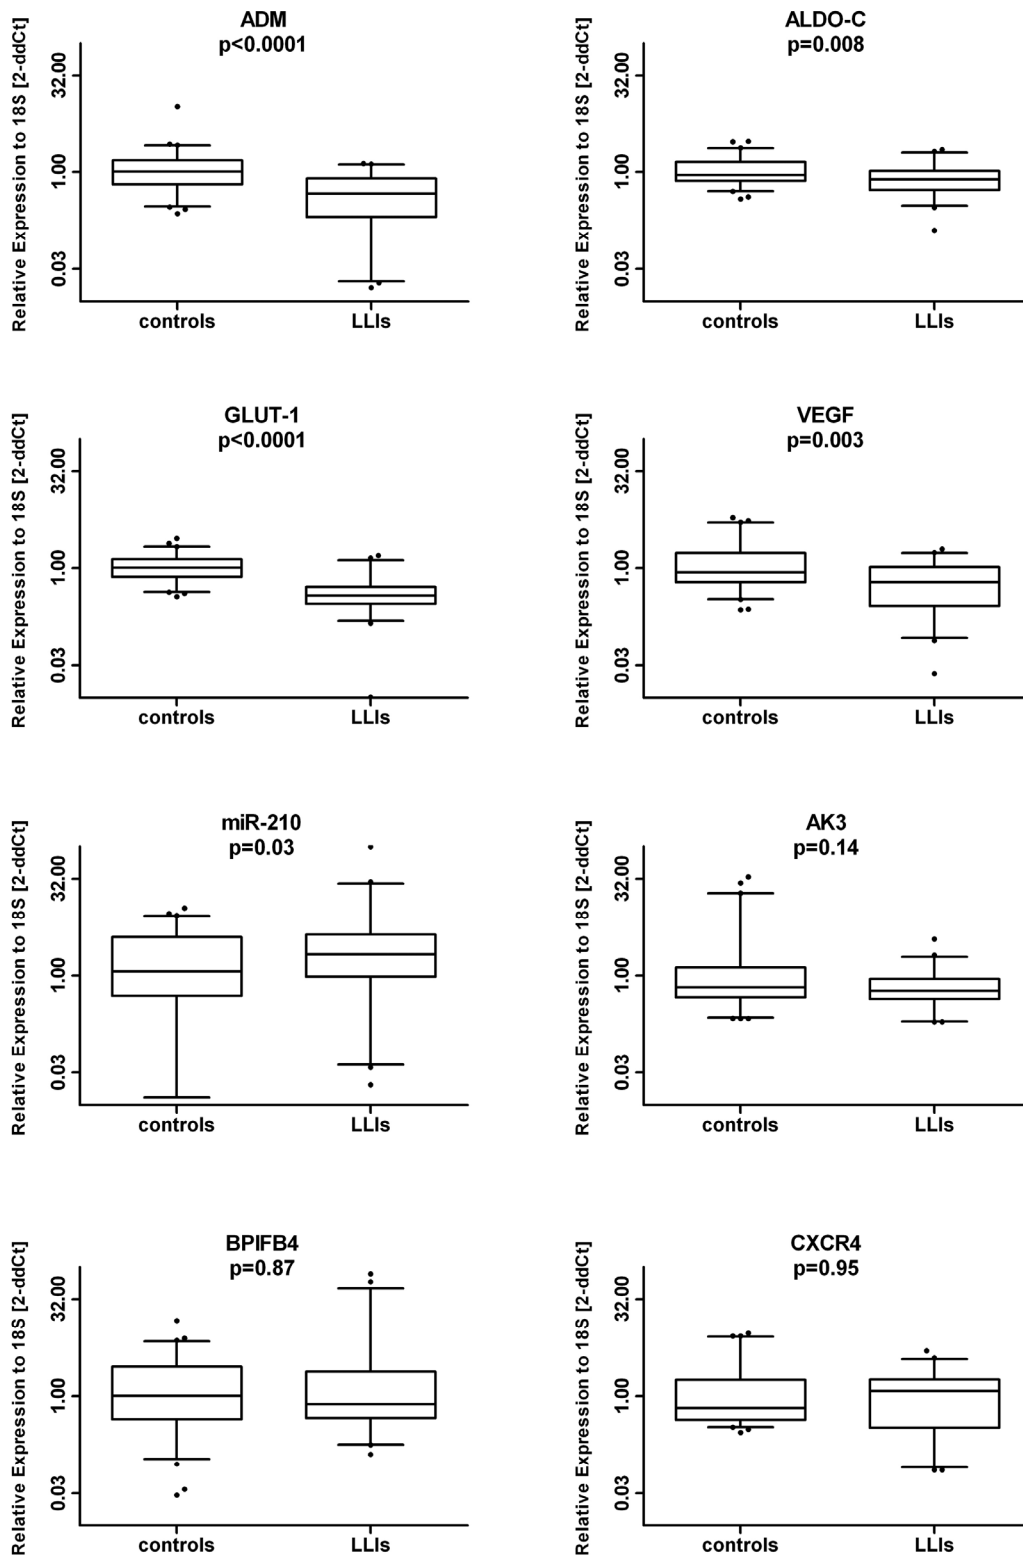 ADM
p<0.0001
Relative Expression to 18S [2-ddCt]
32.00
1.00
0.03
controls
LLIs
ALDO-C
p=0.008
Relative Expression to 18S [2-ddCt]
32.00
1.00
0.03
controls
LLIs
GLUT-1
p<0.0001
Relative Expression to 18S [2-ddCt]
32.00
1.00
0.03
controls
LLIs
VEGF
p=0.003
Relative Expression to 18S [2-ddCt]
32.00
1.00
0.03
controls
LLIs
miR-210
p=0.03
Relative Expression to 18S [2-ddCt]
32.00
1.00
0.03
controls
LLIs
AK3
p=0.14
Relative Expression to 18S [2-ddCt]
32.00
1.00
0.03
controls
LLIs
BPIFB4
p=0.87
Relative Expression to 18S [2-ddCt]
32.00
1.00
0.03
controls
LLIs
CXCR4
p=0.95
Relative Expression to 18S [2-ddCt]
32.00
1.00
0.03
controls
LLIs